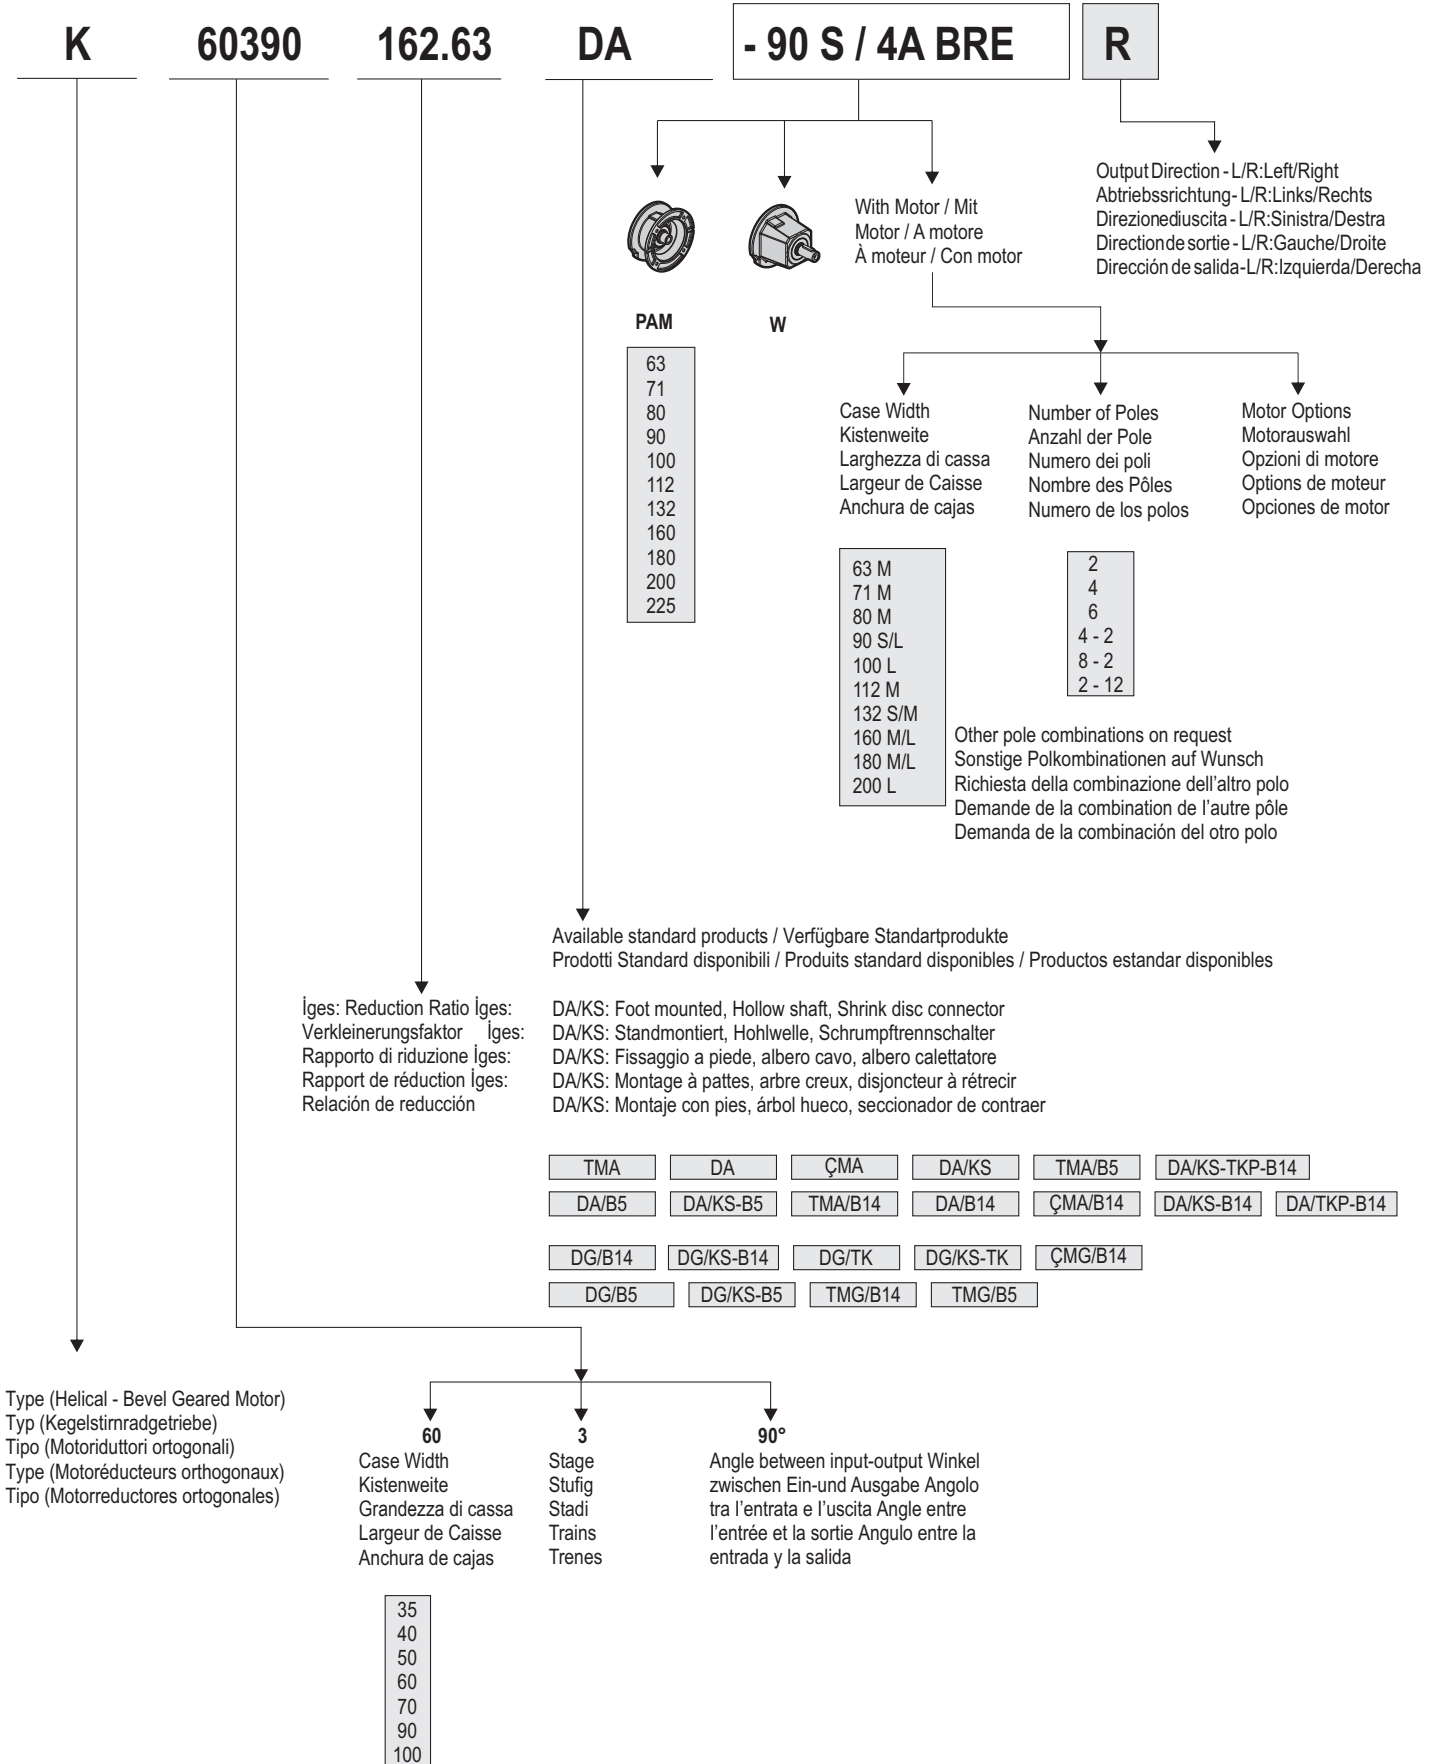 K 60390 162.63 DA - 90 S / 4A BRE R
Output Direction - L/R:Left/Right
Abtriebssrichtung- L/R:Links/Rechts
Direzionediuscita - L/R:Sinistra/Destra
Direction de sortie - L/R:Gauche/Droite
Dirección de salida-L/R:Izquierda/Derecha
With Motor / Mit
Motor / A motore
À moteur / Con motor
PAM
W
63
71
80
90
100
112
132
160
180
200
225
Case Width
Kistenweite
Larghezza di cassa
Largeur de Caisse
Anchura de cajas
Number of Poles
Anzahl der Pole
Numero dei poli
Nombre des Pôles
Numero de los polos
Motor Options
Motorauswahl
Opzioni di motore
Options de moteur
Opciones de motor
63 M
71 M
80 M
90 S/L
100 L
112 M
132 S/M
160 M/L
180 M/L
200 L
2
4
6
4 - 2
8 - 2
2 - 12
Other pole combinations on request
Sonstige Polkombinationen auf Wunsch
Richiesta della combinazione dell’altro polo
Demande de la combination de l’autre pôle
Demanda de la combinación del otro polo
Available standard products / Verfügbare Standartprodukte
Prodotti Standard disponibili / Produits standard disponibles / Productos estandar disponibles
İges: Reduction Ratio İges:
Verkleinerungsfaktor İges:
Rapporto di riduzione İges:
Rapport de réduction İges:
Relación de reducción
DA/KS: Foot mounted, Hollow shaft, Shrink disc connector
DA/KS: Standmontiert, Hohlwelle, Schrumpftrennschalter
DA/KS: Fissaggio a piede, albero cavo, albero calettatore
DA/KS: Montage à pattes, arbre creux, disjoncteur à rétrecir
DA/KS: Montaje con pies, árbol hueco, seccionador de contraer
TMA DA ÇMA DA/KS TMA/B5 DA/KS-TKP-B14
DA/B5 DA/KS-B5 TMA/B14 DA/B14 ÇMA/B14 DA/KS-B14 DA/TKP-B14
DG/B14 DG/KS-B14 DG/TK DG/KS-TK ÇMG/B14
DG/B5 DG/KS-B5 TMG/B14 TMG/B5
Type (Helical - Bevel Geared Motor)
Typ (Kegelstirnradgetriebe)
Tipo (Motoriduttori ortogonali)
Type (Motoréducteurs orthogonaux)
Tipo (Motorreductores ortogonales)
60
Case Width
Kistenweite
Grandezza di cassa
Largeur de Caisse
Anchura de cajas
3
Stage
Stufig
Stadi
Trains
Trenes
90°
Angle between input-output Winkel
zwischen Ein-und Ausgabe Angolo
tra l’entrata e l’uscita Angle entre
l’entrée et la sortie Angulo entre la
entrada y la salida
35
40
50
60
70
90
100